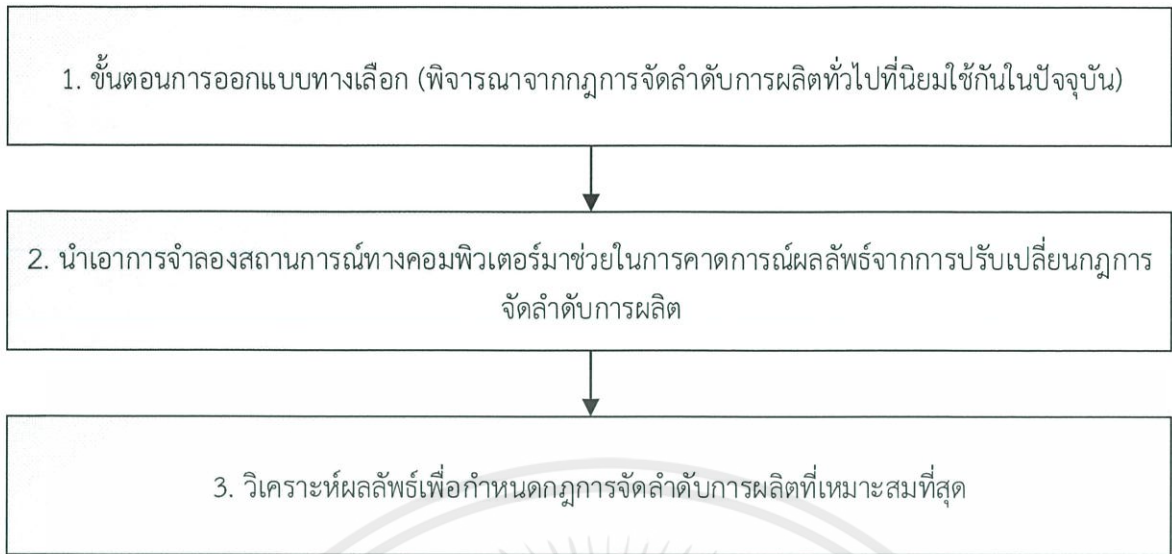 1. ขั้นตอนการออกแบบทางเลือก (พิจารณาจากกฎการจัดลำดับการผลิตทั่วไปที่นิยมใช้กันในปัจจุบัน)
2. นำเอาการจำลองสถานการณ์ทางคอมพิวเตอร์มาช่วยในการคาดการณ์ผลลัพธ์จากการปรับเปลี่ยนกฎการ
จัดลำดับการผลิต
3. วิเคราะห์ผลลัพธ์เพื่อกำหนดกฎการจัดลำดับการผลิตที่เหมาะสมที่สุด